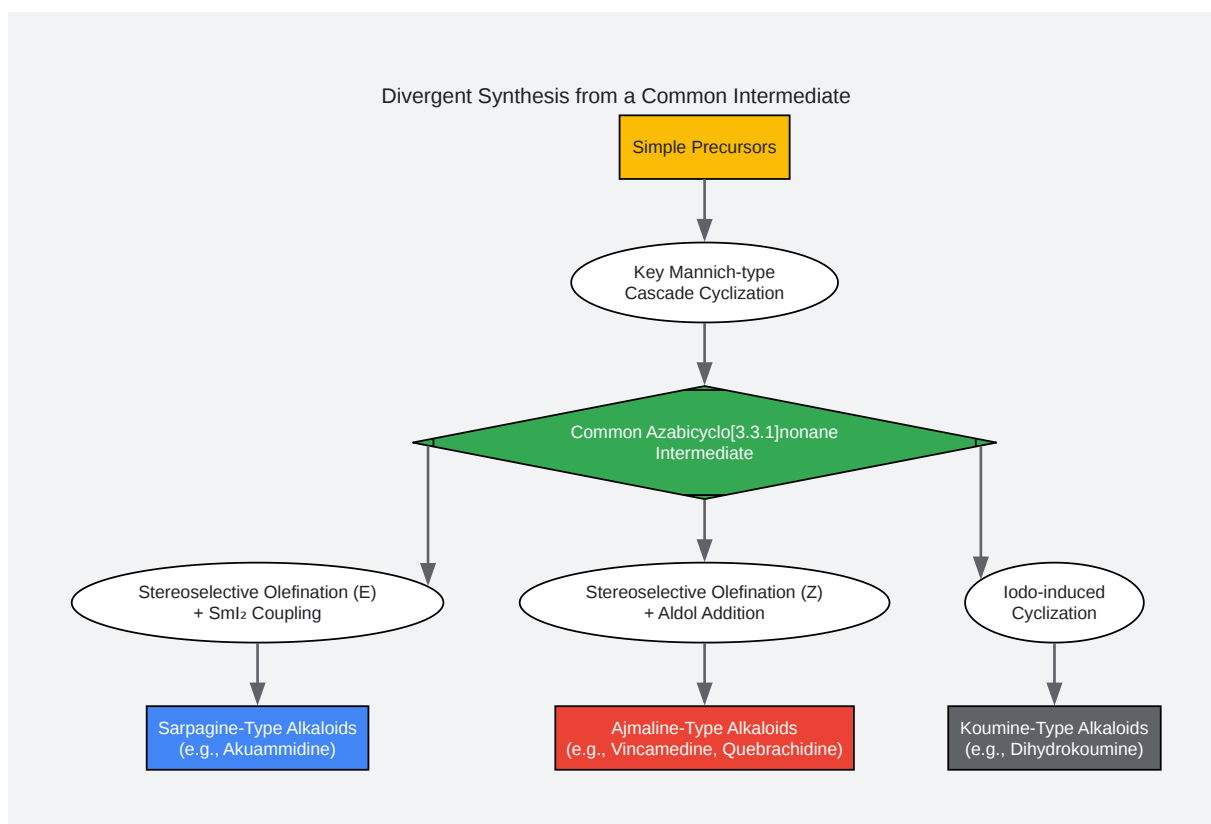 Divergent Synthesis from a Common Intermediate
Simple Precursors
Key Mannich-type
Cascade Cyclization
Common Azabicyclo[3.3.1]nonane
Intermediate
Stereoselective Olefination (E)
+ SmI₂ Coupling
Stereoselective Olefination (Z)
+ Aldol Addition
Iodo-induced
Cyclization
Sarpagine-Type Alkaloids
(e.g., Akuammidine)
Ajmaline-Type Alkaloids
(e.g., Vincamedine, Quebrachidine)
Koumine-Type Alkaloids
(e.g., Dihydrokoumine)